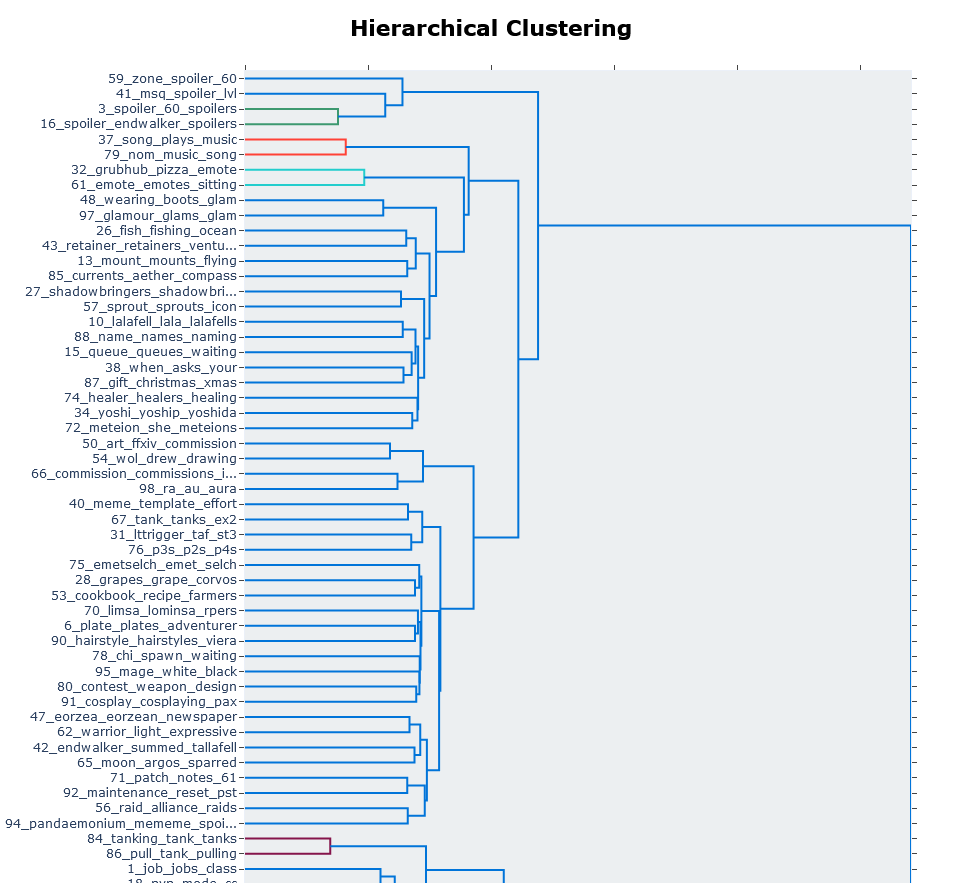 Hierarchical Clustering
59_zone_spoiler_60
41_msq_spoiler_lvl
3_spoiler_60_spoilers
16_spoiler_endwalker_spoilers
37_song_plays_music
79_nom_music_song
32_grubhub_pizza_emote
61_emote_emotes_sitting
48_wearing_boots_glam
97_glamour_glams_glam
26_fish_fishing_ocean
43_retainer_retainers_ventu...
13_mount_mounts_flying
85_currents_aether_compass
27_shadowbringers_shadowbri...
57_sprout_sprouts_icon
10_lalafell_lala_lalafells
88_name_names_naming
15_queue_queues_waiting
38_when_asks_your
87_gift_christmas_xmas
74_healer_healers_healing
34_yoshi_yoship_yoshida
72_meteion_she_meteions
50_art_ffxiv_commission
54_wol_drew_drawing
66_commission_commissions_i...
98_ra_au_aura
40_meme_template_effort
67_tank_tanks_ex2
31_lttrigger_taf_st3
76_p3s_p2s_p4s
75_emetselch_emet_selch
28_grapes_grape_corvos
53_cookbook_recipe_farmers
70_limsa_lominsa_rpers
6_plate_plates_adventurer
90_hairstyle_hairstyles_viera
78_chi_spawn_waiting
95_mage_white_black
80_contest_weapon_design
91_cosplay_cosplaying_pax
47_eorzea_eorzean_newspaper
62_warrior_light_expressive
42_endwalker_summed_tallafell
65_moon_argos_sparred
71_patch_notes_61
92_maintenance_reset_pst
56_raid_alliance_raids
94_pandaemonium_mememe_spoi...
84_tanking_tank_tanks
86_pull_tank_pulling
1_job_jobs_class